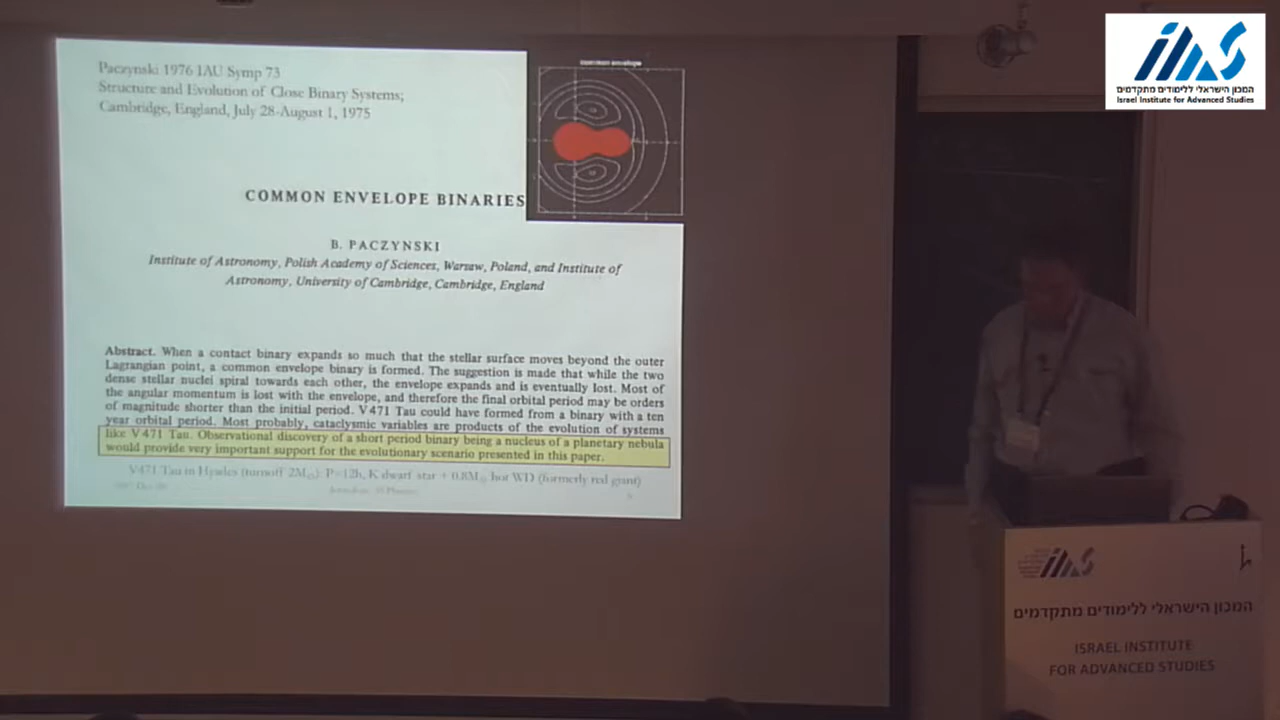 Paczynski 1976 IAU Symp 73
Structure and Evolution of Close Binary Systems;
Cambridge, England, July 28-August 1, 1975
common envelope
COMMON ENVELOPE BINARIES
B. PACZYNSKI
Institute of Astronomy, Polish Academy of Sciences, Warsaw, Poland, and Institute of
Astronomy, University of Cambridge, Cambridge, England
Abstract. When a contact binary expands so much that the stellar surface moves beyond the outer
Lagrangian point, a common envelope binary is formed. The suggestion is made that while the two
dense stellar nuclei spiral towards each other, the envelope expands and is eventually lost. Most of
the angular momentum is lost with the envelope, and therefore the final orbital period may be orders
of magnitude shorter than the initial period. V 471 Tau could have formed from a binary with a ten
year orbital period. Most probably, cataclysmic variables are products of the evolution of systems
like V 471 Tau. Observational discovery of a short period binary being a nucleus of a planetary nebula
would provide very important support for the evolutionary scenario presented in this paper.
V471 Tau in Hyades (turnoff 2M☉): P=12h, K dwarf star + 0.8M☉ hot WD (formerly red giant)
iias
המכון הישראלי ללימודים מתקדמים
Israel Institute for Advanced Studies
iias
המכון הישראלי ללימודים מתקדמים
ISRAEL INSTITUTE
FOR ADVANCED STUDIES